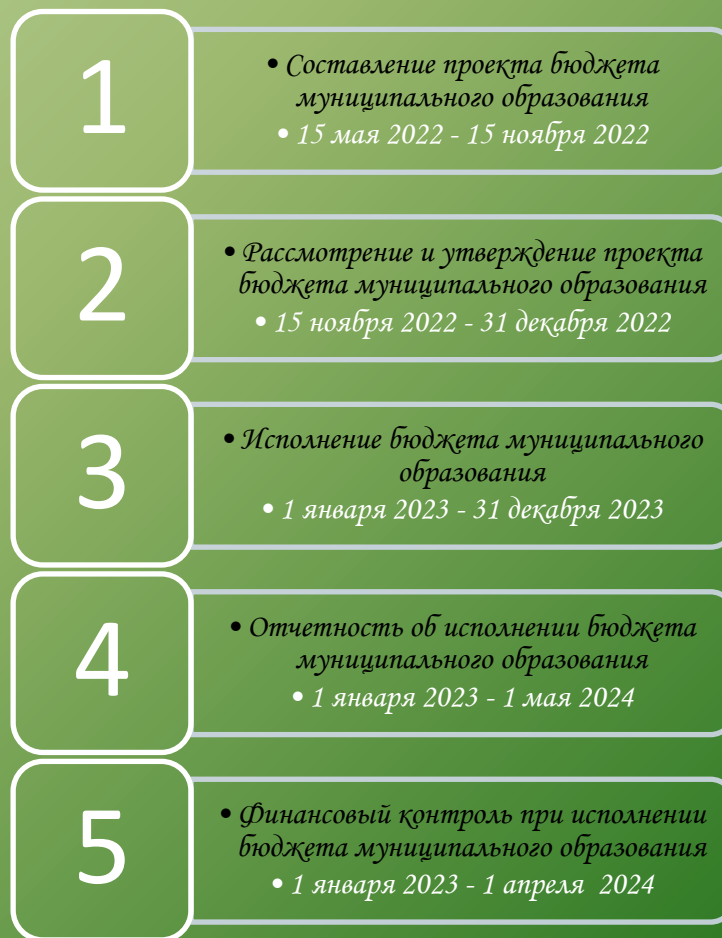 1
• Составление проекта бюджета
муниципального образования
• 15 мая 2022 - 15 ноября 2022
2
• Рассмотрение и утверждение проекта
бюджета муниципального образования
• 15 ноября 2022 - 31 декабря 2022
3
• Исполнение бюджета муниципального
образования
• 1 января 2023 - 31 декабря 2023
4
• Отчетность об исполнении бюджета
муниципального образования
• 1 января 2023 - 1 мая 2024
5
• Финансовый контроль при исполнении
бюджета муниципального образования
• 1 января 2023 - 1 апреля 2024